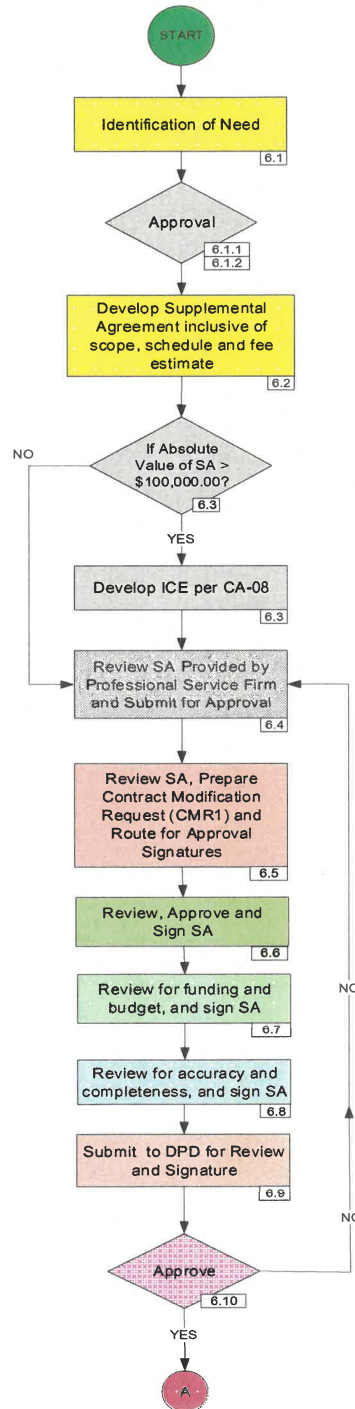 START
Identification of Need
6.1
Approval
6.1.1
6.1.2
Develop Supplemental
Agreement inclusive of
scope, schedule and fee
estimate
6.2
If Absolute
Value of SA >
$100,000.00?
6.3
NO
YES
Develop ICE per CA-08
6.3
Review SA Provided by
Professional Service Firm
and Submit for Approval
6.4
Review SA, Prepare
Contract Modification
Request (CMR1) and
Route for Approval
Signatures
6.5
Review, Approve and
Sign SA
6.6
Review for funding and
budget, and sign SA
6.7
NO
Review for accuracy and
completeness, and sign SA
6.8
Submit to DPD for Review
and Signature
6.9
NO
Approve
6.10
YES
A